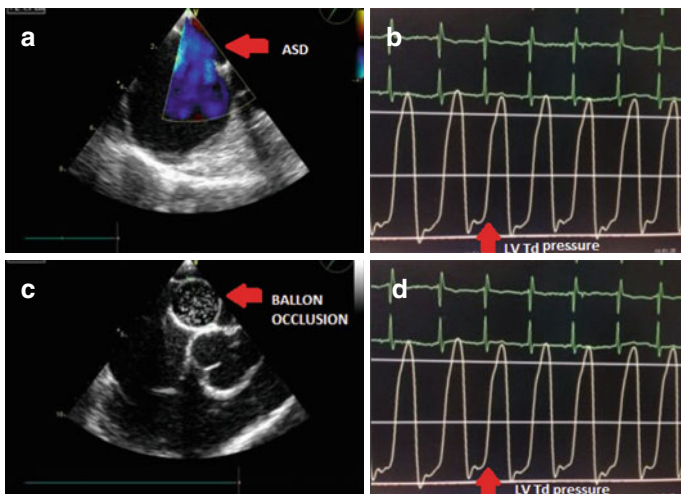 a
ASD
b
LV Td pressure
c
BALLON
OCCLUSION
d
LV Td pressure